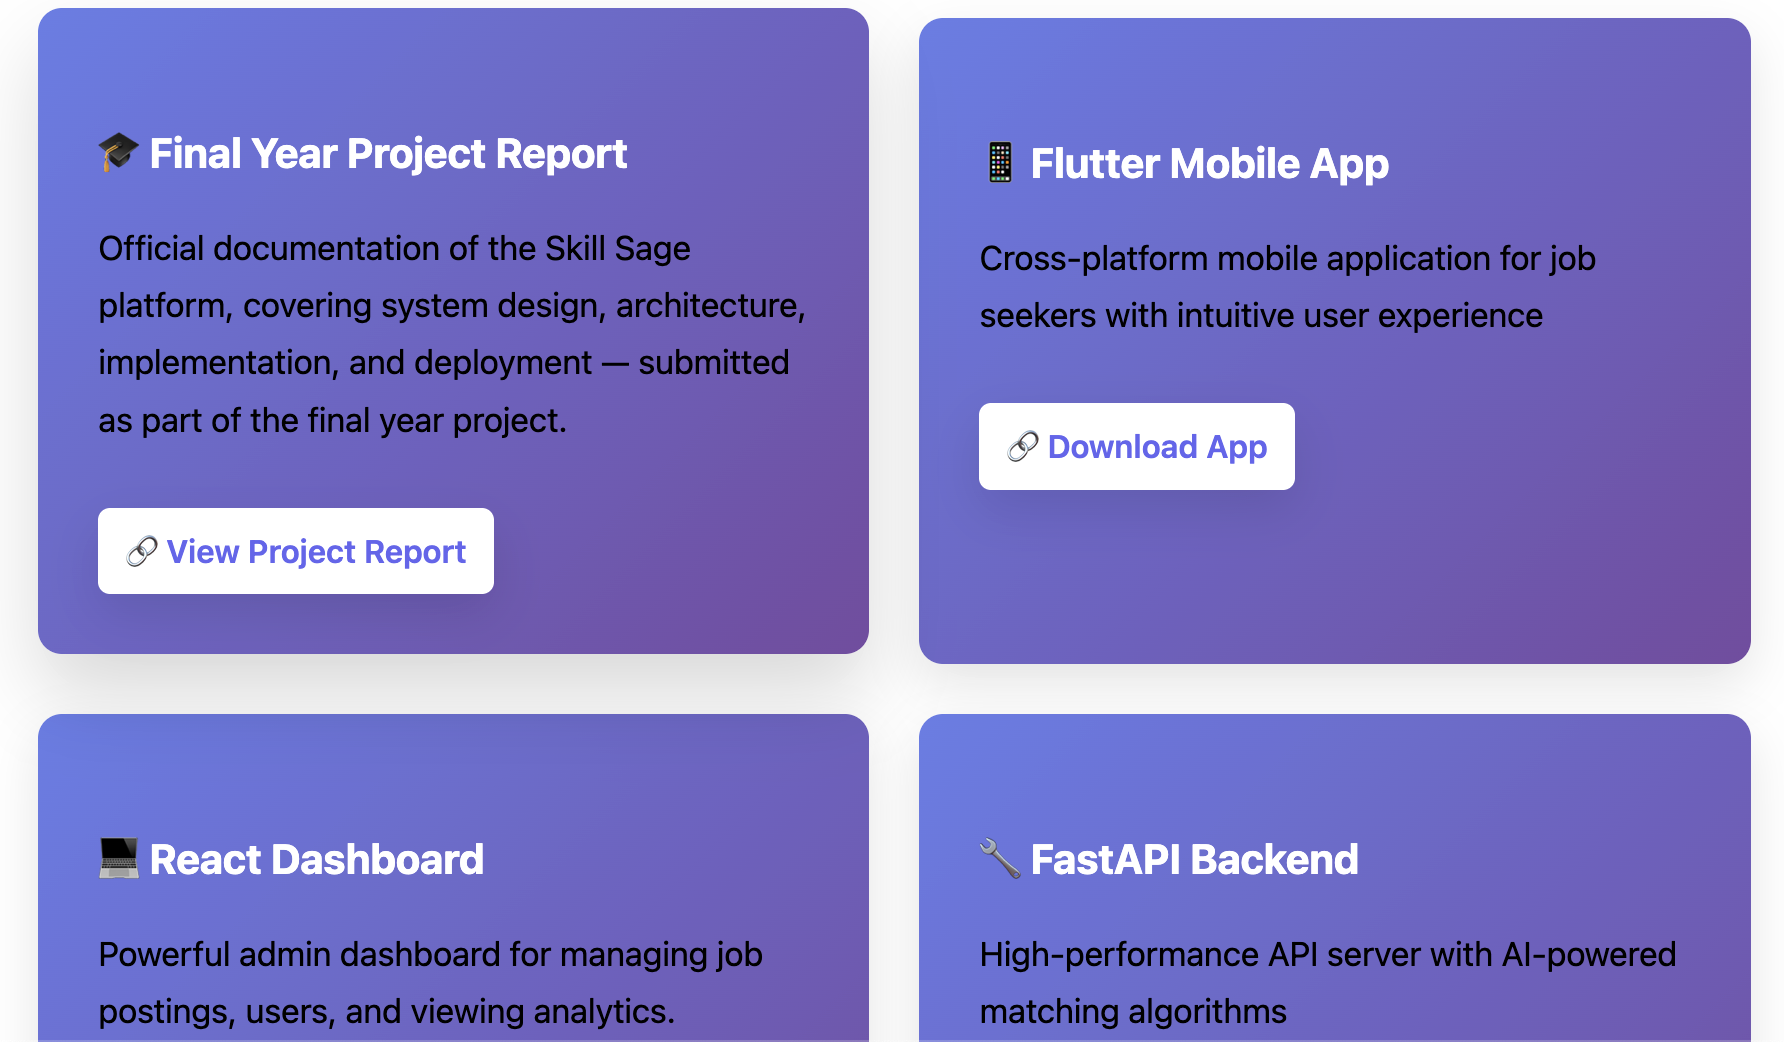 🎓 Final Year Project Report
Official documentation of the Skill Sage
platform, covering system design, architecture,
implementation, and deployment — submitted
as part of the final year project.
🔗 View Project Report
📱 Flutter Mobile App
Cross-platform mobile application for job
seekers with intuitive user experience
🔗 Download App
💻 React Dashboard
Powerful admin dashboard for managing job
postings, users, and viewing analytics.
🔧 FastAPI Backend
High-performance API server with AI-powered
matching algorithms